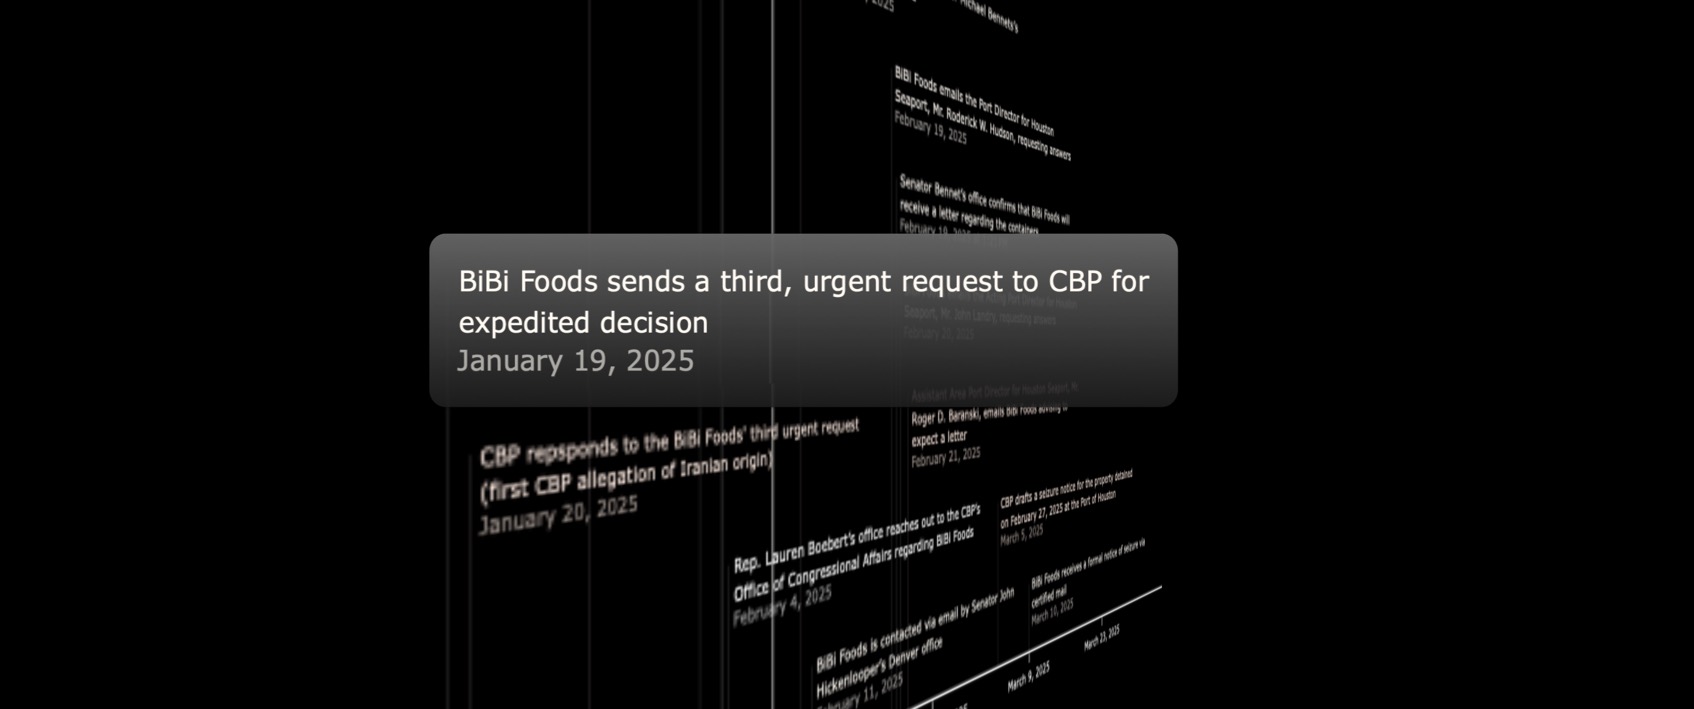 , 2025
Michael Bennets's
BiBi Foods emails the Port Director for Houston
Seaport, Mr. Roderick W. Hudson, requesting answers
February 19, 2025
Senator Bennet's office confirms that BiBi Foods will
receive a letter regarding the containers
February 19, 2025
BiBi Foods sends a third, urgent request to CBP for
expedited decision
January 19, 2025
the Acting Port Director for Houston
Seaport, Mr. John Landry, requesting answers
February 20, 2025
Assistant Area Port Director for Houston Seaport, Mr.
Roger D. Baranski, emails BiBi Foods advising to
expect a letter
February 21, 2025
CBP repsponds to the BiBi Foods' third urgent request
(first CBP allegation of Iranian origin)
January 20, 2025
CBP drafts a seizure notice for the property detained
on February 27, 2025 at the Port of Houston
March 5, 2025
Rep. Lauren Boebert's office reaches out to the CBP's
Office of Congressional Affairs regarding BiBi Foods
February 4, 2025
BiBi Foods receives a formal notice of seizure via
certified mail
March 10, 2025
BiBi Foods is contacted via email by Senator John
Hickenlooper's Denver office
February 11, 2025
March 23, 2025
March 9, 2025